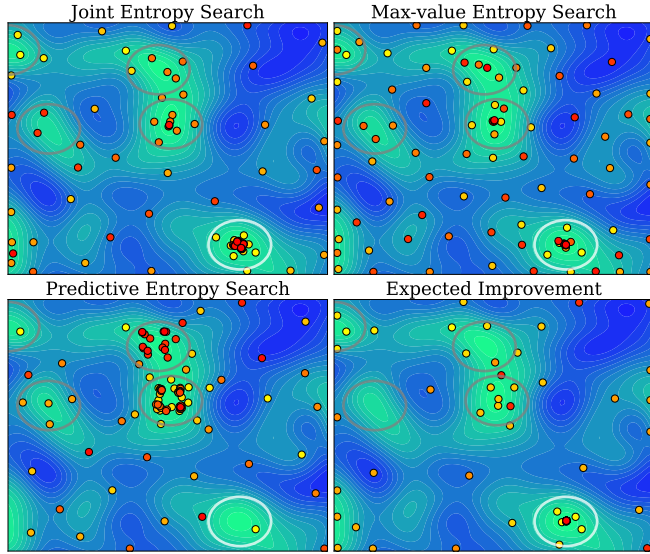 Joint Entropy Search
Max-value Entropy Search
Predictive Entropy Search
Expected Improvement